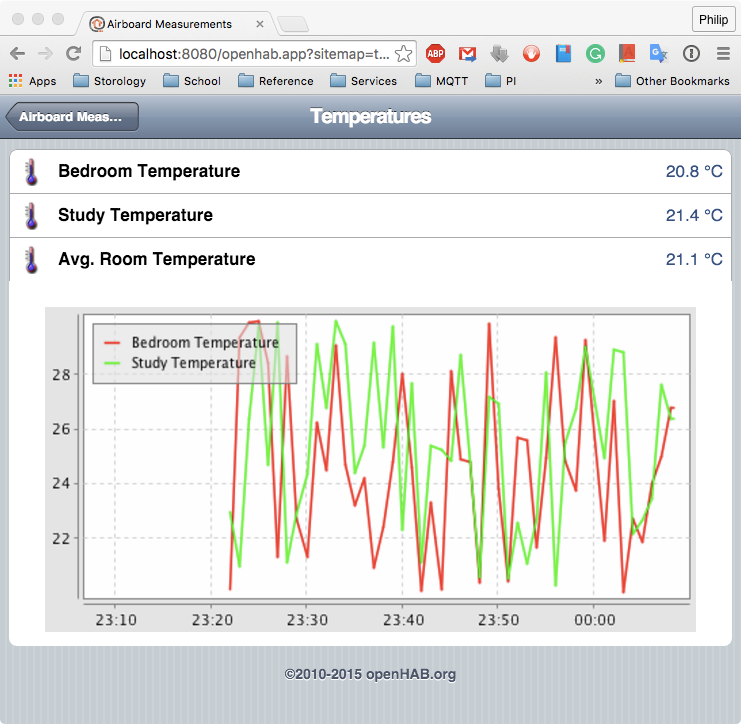 Airboard Measurements
Philip
localhost:8080/openhab.app?sitemap=t...
ABP
Apps Storology School Reference Services MQTT PI » Other Bookmarks
Airboard Meas... Temperatures
Bedroom Temperature 20.8 °C
Study Temperature 21.4 °C
Avg. Room Temperature 21.1 °C
Bedroom Temperature
Study Temperature
28
26
24
22
23:10 23:20 23:30 23:40 23:50 00:00
©2010-2015 openHAB.org